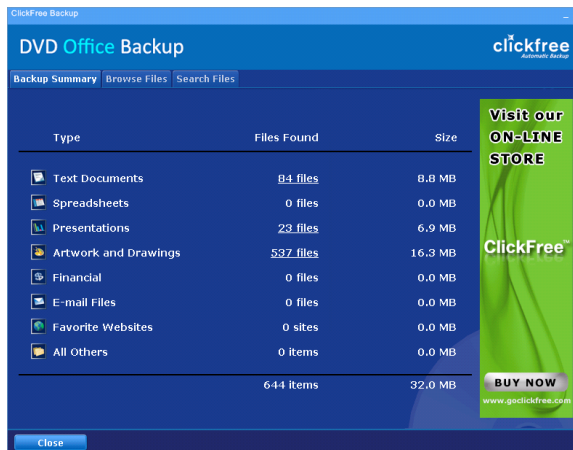 ClickFree Backup
DVD Office Backup
clickfree
Automatic Backup
Backup Summary Browse Files Search Files
Type Files Found Size
Text Documents 84 files 8.8 MB
Spreadsheets 0 files 0.0 MB
Presentations 23 files 6.9 MB
Artwork and Drawings 537 files 16.3 MB
Financial 0 files 0.0 MB
E-mail Files 0 files 0.0 MB
Favorite Websites 0 sites 0.0 MB
All Others 0 items 0.0 MB
644 items 32.0 MB
Visit our
ON-LINE
STORE
ClickFree™
BUY NOW
www.goclickfree.com
Close